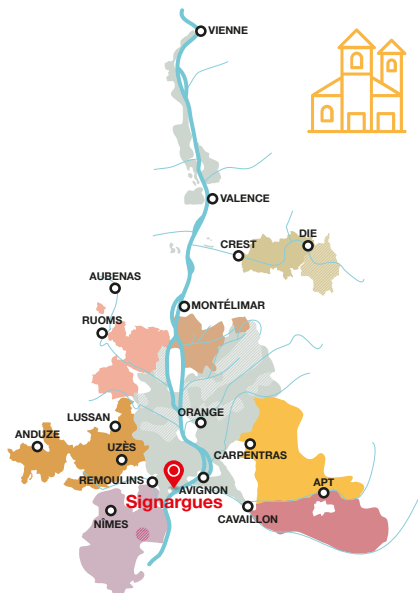 VIENNE
VALENCE
DIE
CREST
AUBENAS
MONTÉLIMAR
RUOMS
LUSSAN
ORANGE
ANDUZE
UZÈS
CARPENTRAS
REMOULINS
AVIGNON
APT
Signargues
NÎMES
CAVAILLON